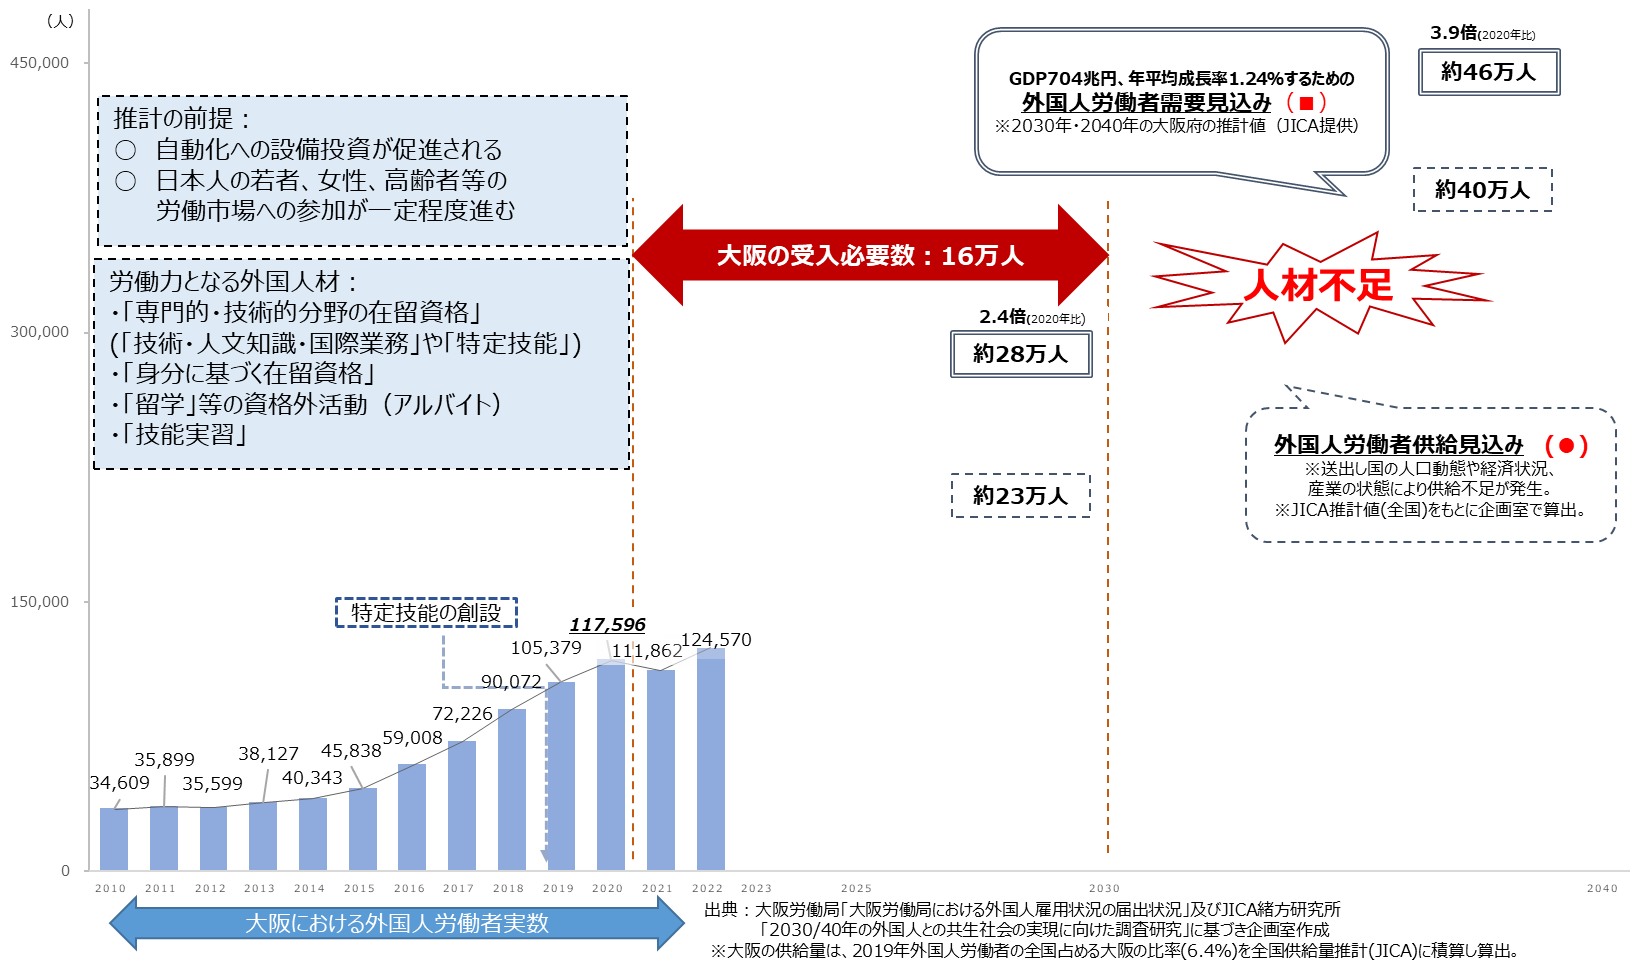 （人）
450,000
300,000
150,000
0
推計の前提：
○　自動化への設備投資が促進される
○　日本人の若者、女性、高齢者等の
労働市場への参加が一定程度進む
労働力となる外国人材：
・「専門的・技術的分野の在留資格」
(「技術・人文知識・国際業務」や「特定技能」)
・「身分に基づく在留資格」
・「留学」等の資格外活動（アルバイト）
・「技能実習」
大阪の受入必要数：16万人
GDP704兆円、年平均成長率1.24%するための
外国人労働者需要見込み（■）
※2030年・2040年の大阪府の推計値（JICA提供）
3.9倍(2020年比)
約46万人
約40万人
人材不足
2.4倍(2020年比)
約28万人
約23万人
外国人労働者供給見込み （●）
※送出し国の人口動態や経済状況、
産業の状態により供給不足が発生。
※JICA推計値(全国)をもとに企画室で算出。
特定技能の創設
34,609
35,899
35,599
38,127
40,343
45,838
59,008
72,226
90,072
105,379
117,596
111,862
124,570
2010 2011 2012 2013 2014 2015 2016 2017 2018 2019 2020 2021 2022 2023 2025 2030 2040
大阪における外国人労働者実数
出典：大阪労働局「大阪労働局における外国人雇用状況の届出状況」及びJICA緒方研究所
「2030/40年の外国人との共生社会の実現に向けた調査研究」に基づき企画室作成
※大阪の供給量は、2019年外国人労働者の全国占める大阪の比率(6.4%)を全国供給量推計(JICA)に積算し算出。